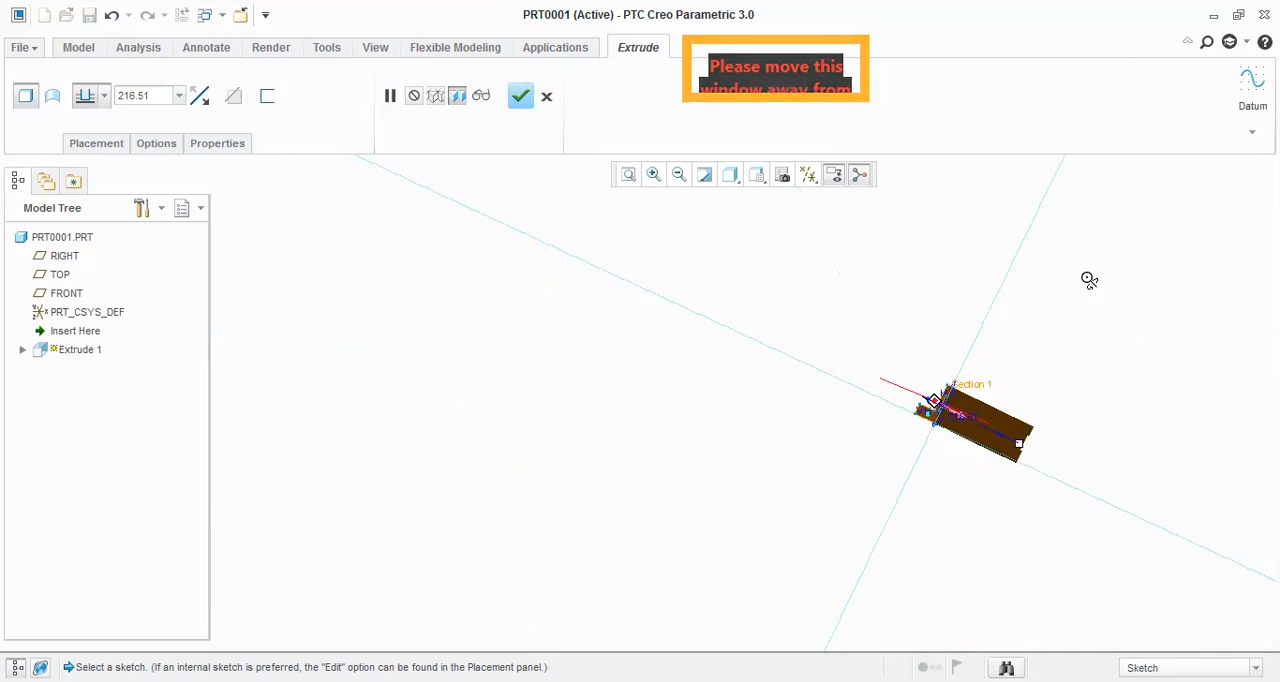 PRT0001 (Active) - PTC Creo Parametric 3.0
File Model Analysis Annotate Render Tools View Flexible Modeling Applications Extrude
Please move this
window away from
216.51
Datum
Placement Options Properties
Model Tree
PRT0001.PRT
RIGHT
TOP
FRONT
PRT_CSYS_DEF
Insert Here
Extrude 1
Section 1
Select a sketch. (If an internal sketch is preferred, the "Edit" option can be found in the Placement panel.)
Sketch